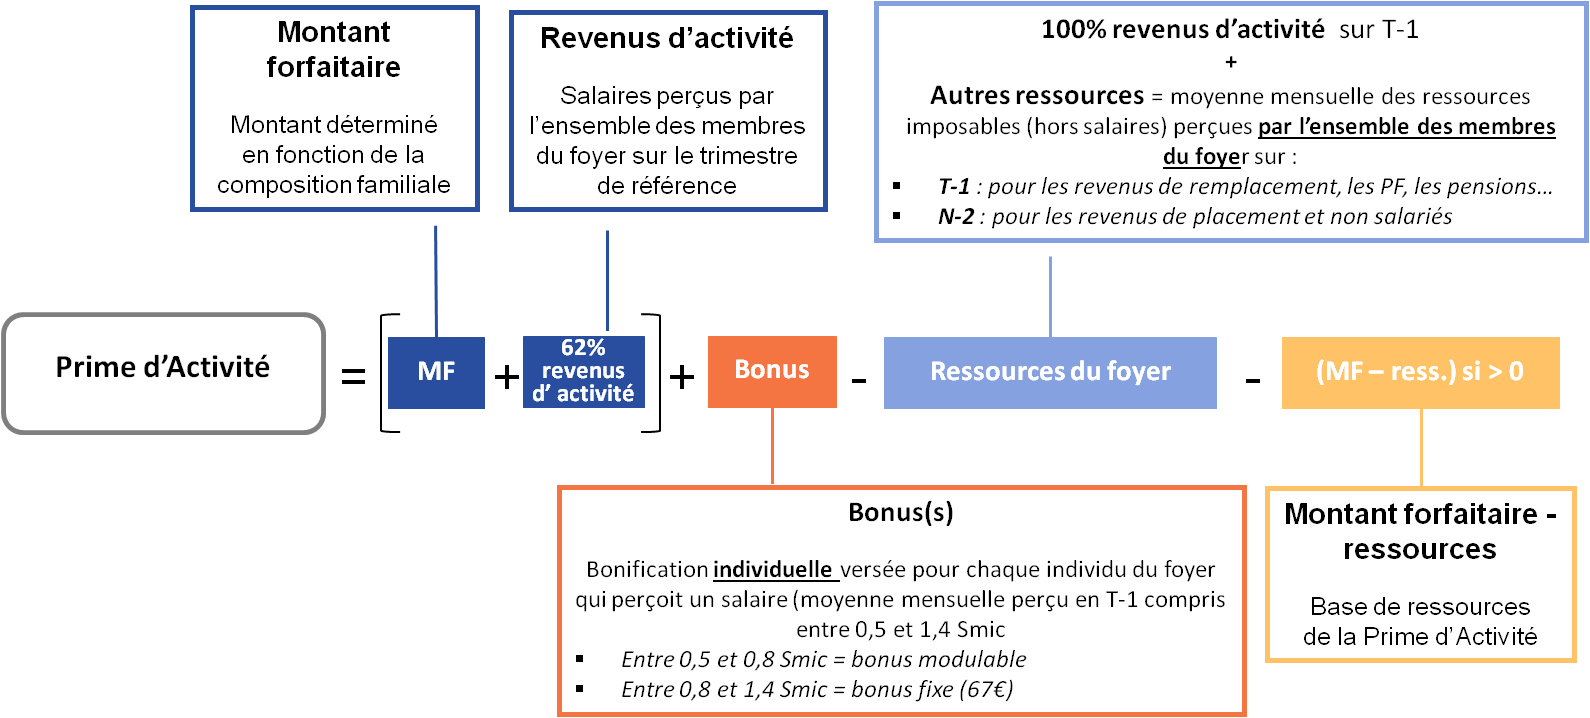 Montant
forfaitaire
Montant déterminé
en fonction de la
composition familiale
Revenus d’activité
Salaires perçus par
l’ensemble des membres
du foyer sur le trimestre
de référence
100% revenus d’activité sur T-1
+
Autres ressources = moyenne mensuelle des ressources
imposables (hors salaires) perçues par l’ensemble des membres
du foyer sur :
▪ T-1 : pour les revenus de remplacement, les PF, les pensions...
▪ N-2 : pour les revenus de placement et non salariés
Prime d’Activité = [ MF + 62% revenus d’ activité ] + Bonus - Ressources du foyer - (MF – ress.) si > 0
Bonus(s)
Bonification individuelle versée pour chaque individu du foyer
qui perçoit un salaire (moyenne mensuelle perçu en T-1 compris
entre 0,5 et 1,4 Smic
▪ Entre 0,5 et 0,8 Smic = bonus modulable
▪ Entre 0,8 et 1,4 Smic = bonus fixe (67€)
Montant forfaitaire -
ressources
Base de ressources
de la Prime d’Activité